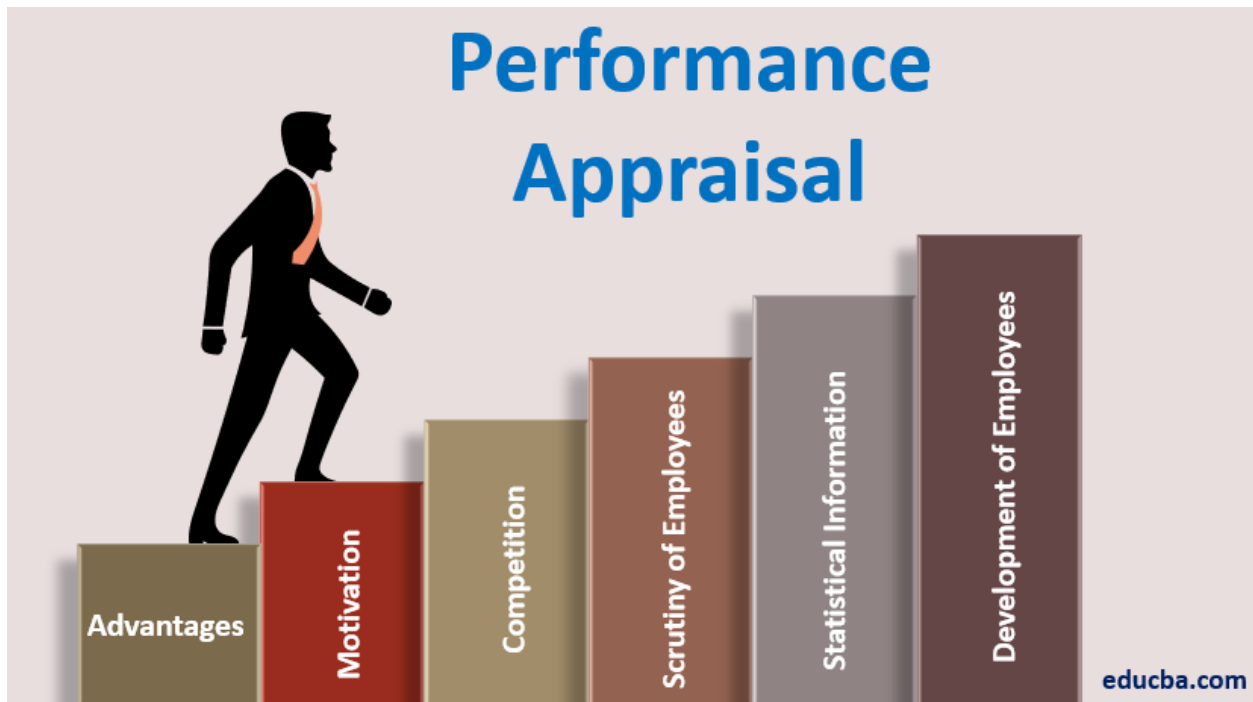 Performance
Appraisal
Advantages
Motivation
Competition
Scrutiny of Employees
Statistical Information
Development of Employees
educba.com